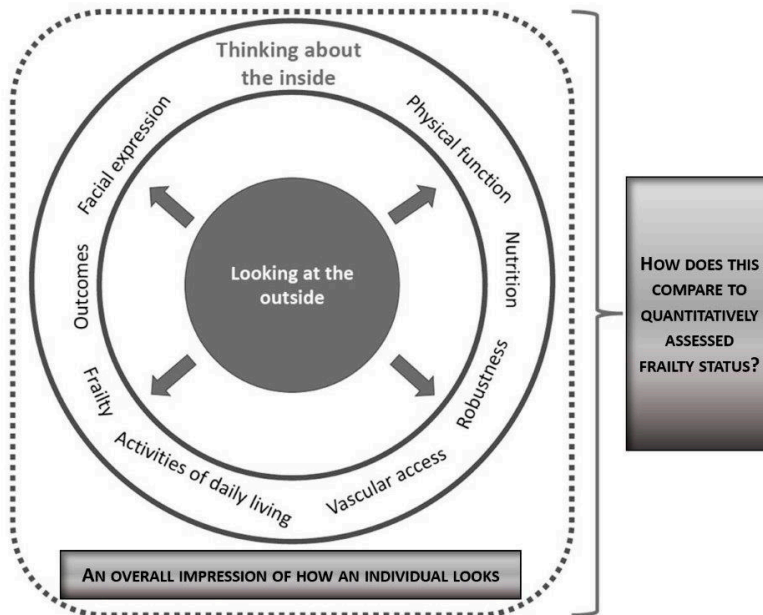 Thinking about
the inside
Facial expression
Physical function
Outcomes
Nutrition
Looking at the
outside
Frailty
Robustness
Activities of daily living
Vascular access
AN OVERALL IMPRESSION OF HOW AN INDIVIDUAL LOOKS
HOW DOES THIS
COMPARE TO
QUANTITATIVELY
ASSESSED
FRAILTY STATUS?